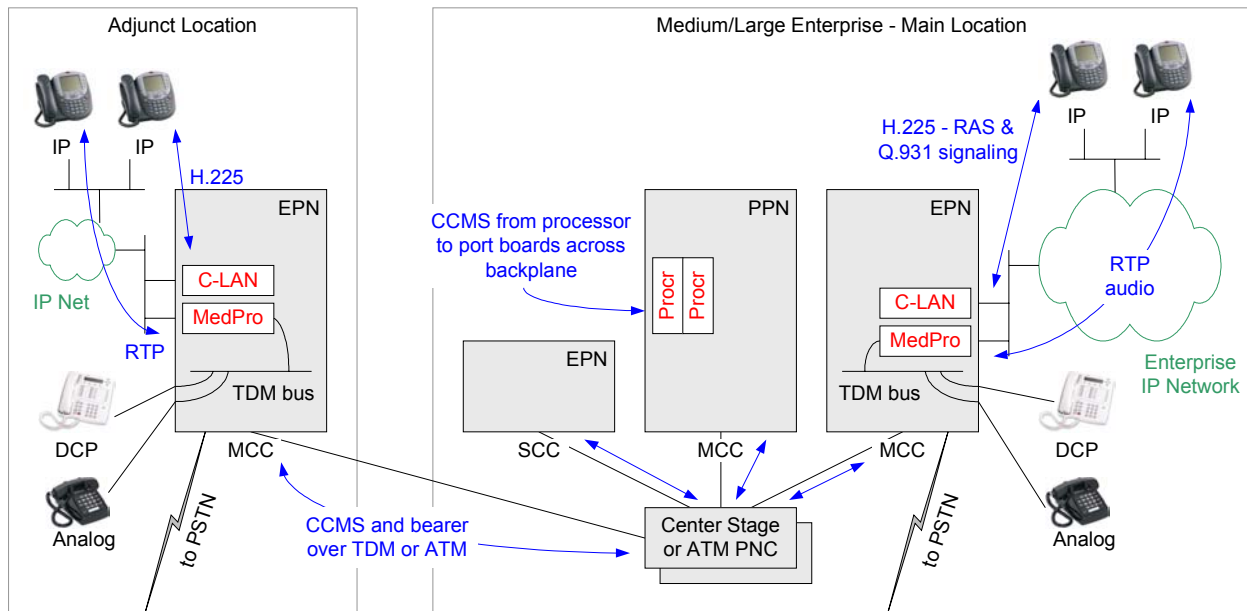 Adjunct Location
IP
IP
H.225
EPN
C-LAN
MedPro
IP Net
RTP
TDM bus
DCP
MCC
Analog
to PSTN
CCMS and bearer
over TDM or ATM
Medium/Large Enterprise - Main Location
IP
IP
H.225 - RAS &
Q.931 signaling
CCMS from processor
to port boards across
backplane
PPN
Procr
Procr
EPN
C-LAN
MedPro
RTP
audio
Enterprise
IP Network
EPN
TDM bus
SCC
MCC
MCC
DCP
Center Stage
or ATM PNC
to PSTN
Analog